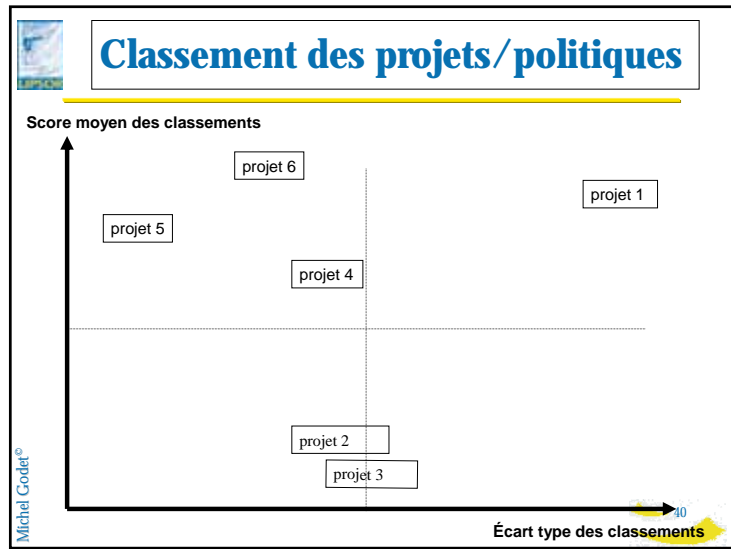 Classement des projets/politiques
LIPSOR
Score moyen des classements
projet 6
projet 1
projet 5
projet 4
projet 2
projet 3
Michel Godet©
40
Écart type des classements